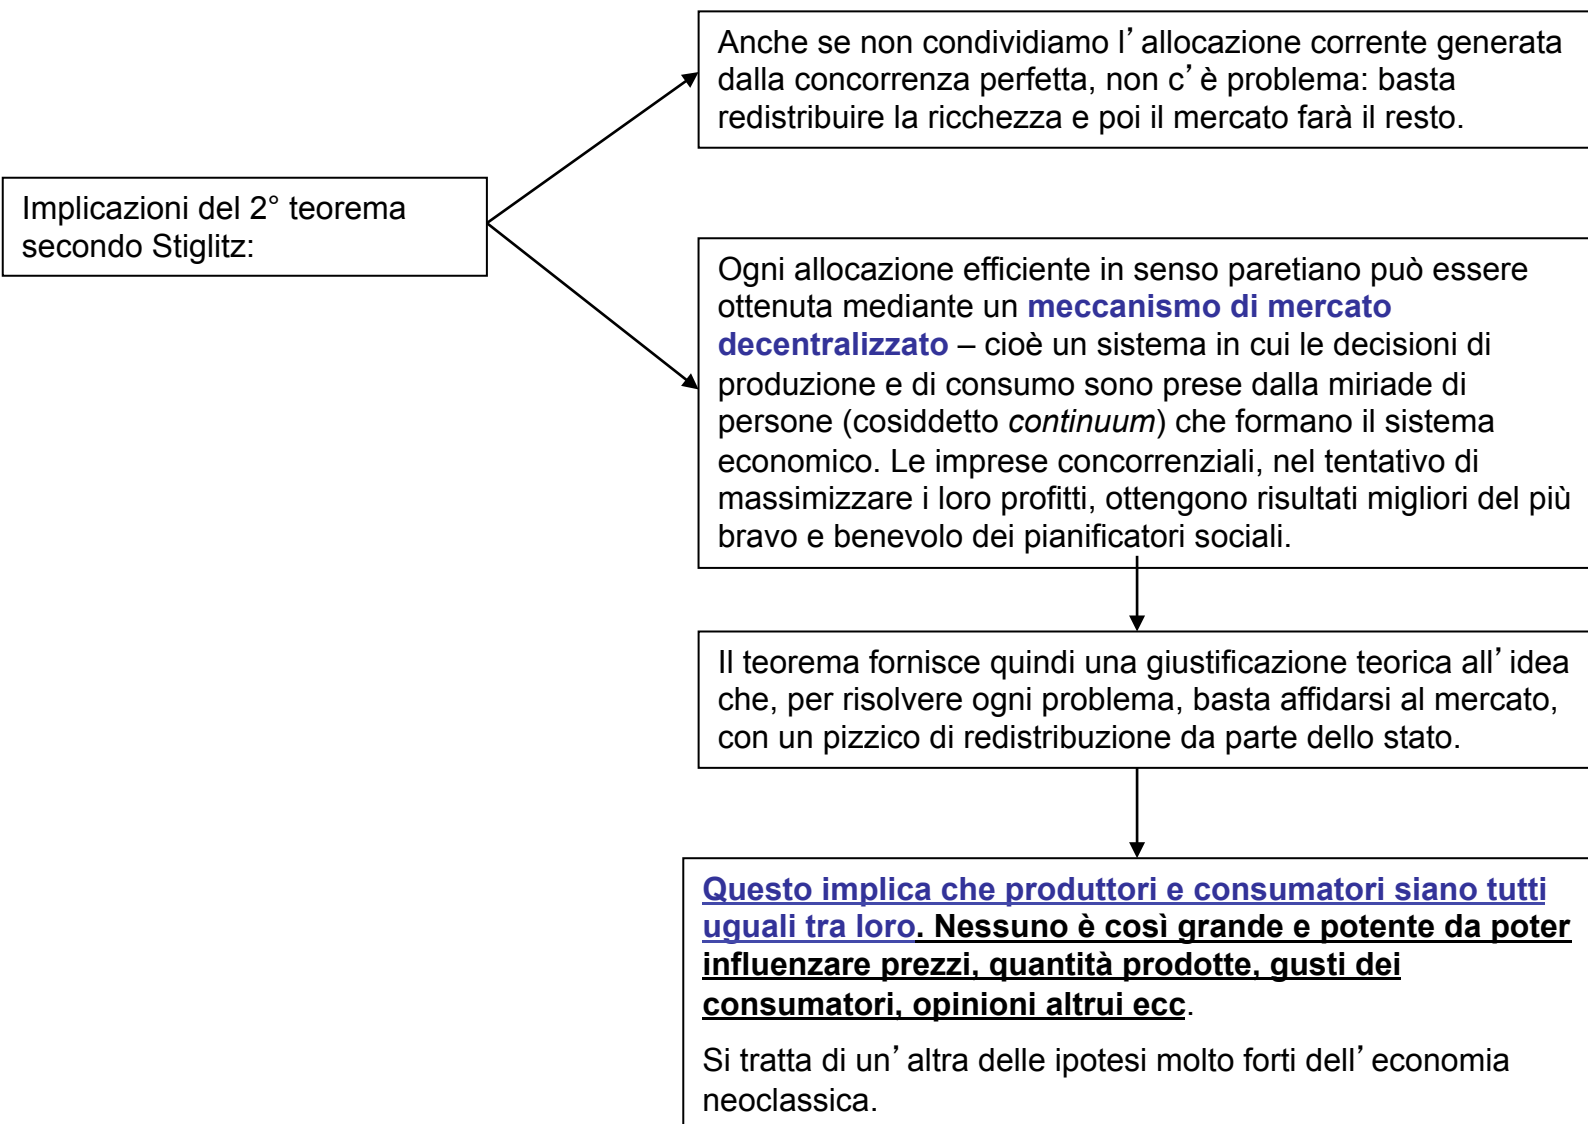 Anche se non condividiamo l’allocazione corrente generata
dalla concorrenza perfetta, non c’è problema: basta
redistribuire la ricchezza e poi il mercato farà il resto.
Implicazioni del 2° teorema
secondo Stiglitz:
Ogni allocazione efficiente in senso paretiano può essere
ottenuta mediante un meccanismo di mercato
decentralizzato – cioè un sistema in cui le decisioni di
produzione e di consumo sono prese dalla miriade di
persone (cosiddetto continuum) che formano il sistema
economico. Le imprese concorrenziali, nel tentativo di
massimizzare i loro profitti, ottengono risultati migliori del più
bravo e benevolo dei pianificatori sociali.
Il teorema fornisce quindi una giustificazione teorica all’idea
che, per risolvere ogni problema, basta affidarsi al mercato,
con un pizzico di redistribuzione da parte dello stato.
Questo implica che produttori e consumatori siano tutti
uguali tra loro. Nessuno è così grande e potente da poter
influenzare prezzi, quantità prodotte, gusti dei
consumatori, opinioni altrui ecc.
Si tratta di un’altra delle ipotesi molto forti dell’economia
neoclassica.